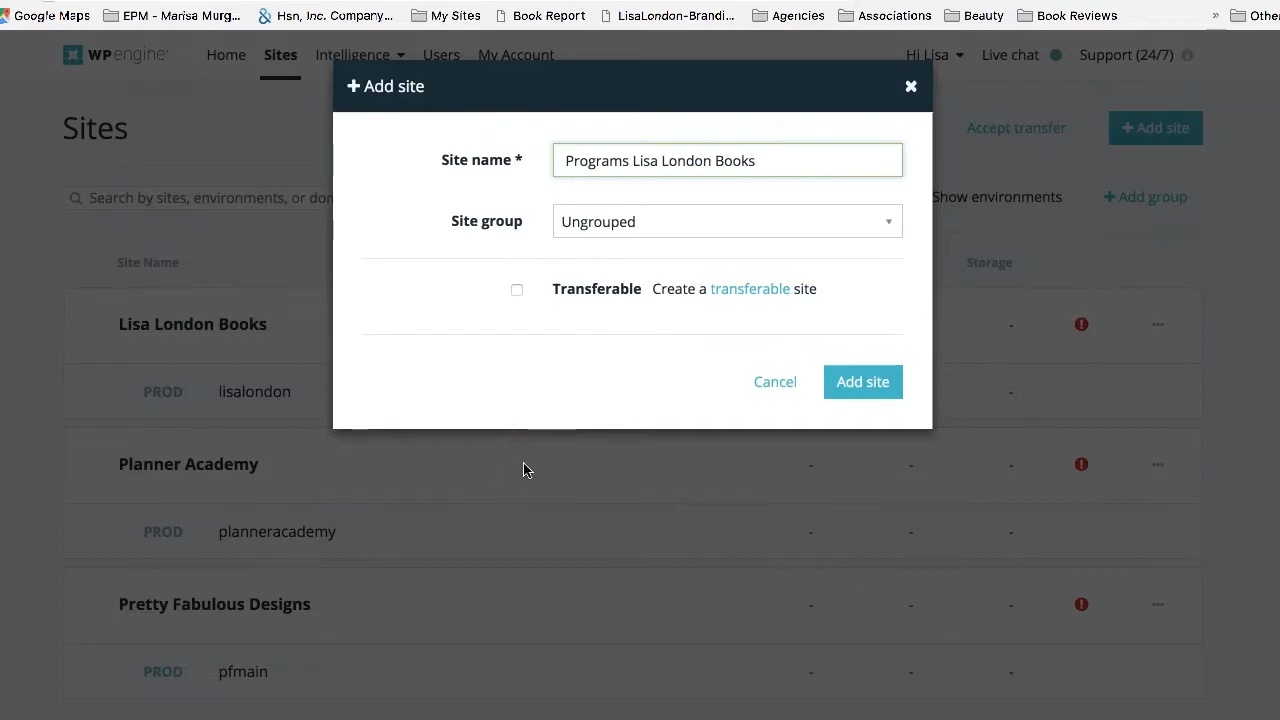 Google Maps EPM - Marisa Murg... Hsn, Inc. Company... My Sites Book Report LisaLondon-Brandi... Agencies Associations Beauty Book Reviews » Othe
WPengine Home Sites Intelligence Users My Account Hi Lisa Live chat Support (24/7)
+ Add site
Sites Accept transfer + Add site
Site name * Programs Lisa London Books
Search by sites, environments, or don Show environments + Add group
Site group Ungrouped
Site Name Storage
Transferable Create a transferable site
Lisa London Books - ...
Cancel Add site
PROD lisalondon -
Planner Academy - - - ...
PROD planneracademy - - -
Pretty Fabulous Designs - - - ...
PROD pfmain - - -